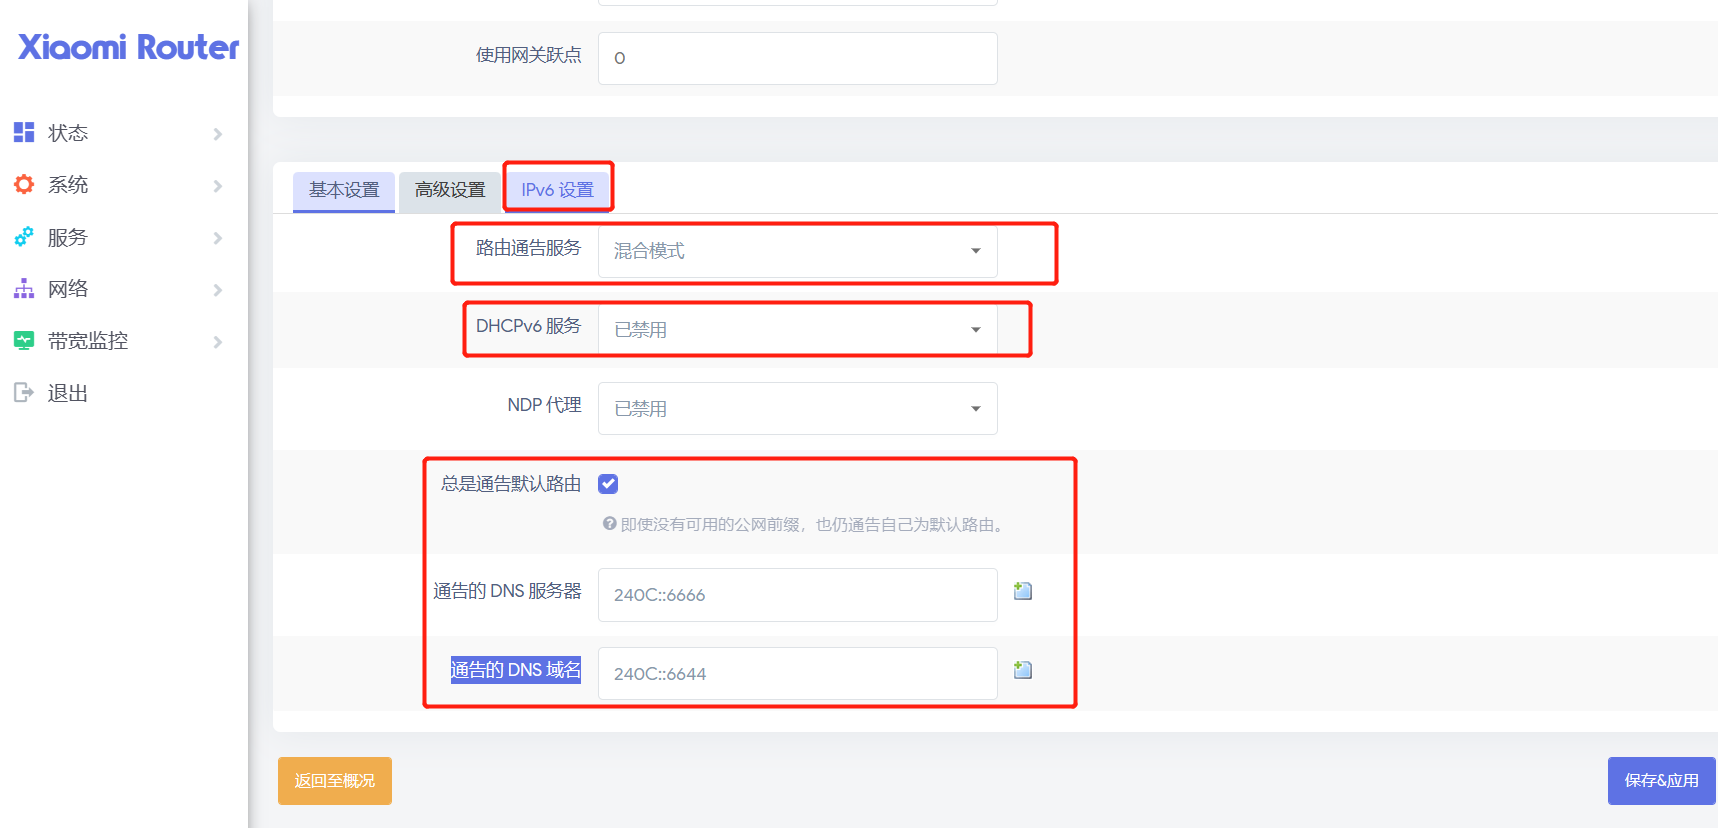 Xiaomi Router
状态
系统
服务
网络
带宽监控
退出
使用网关跃点
0
基本设置
高级设置
IPv6 设置
路由通告服务
混合模式
DHCPv6 服务
已禁用
NDP 代理
已禁用
总是通告默认路由
即使没有可用的公网前缀，也仍通告自己为默认路由。
通告的 DNS 服务器
240C::6666
通告的 DNS 域名
240C::6644
返回至概况
保存&应用